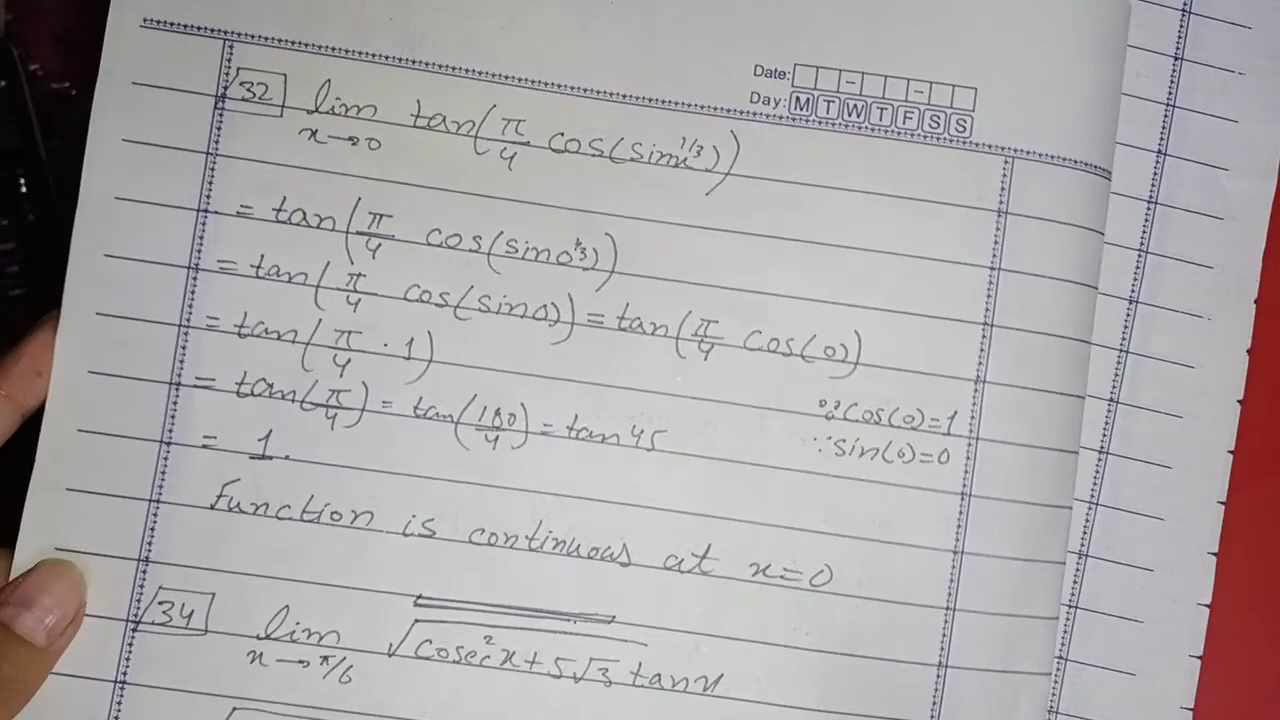 Date: - -
Day: M T W T F S S
32 lim x→0 tan(π/4 cos(sin x^1/3))
= tan(π/4 cos(sin 0^1/3))
= tan(π/4 cos(sin 0)) = tan(π/4 cos(0))
= tan(π/4 · 1)
= tan(π/4) = tan(180/4) = tan 45
∵ cos(0)=1
∵ sin(0)=0
= 1.
Function is continuous at x=0
34 lim x→π/6 √cosec²x + 5√3 tanx